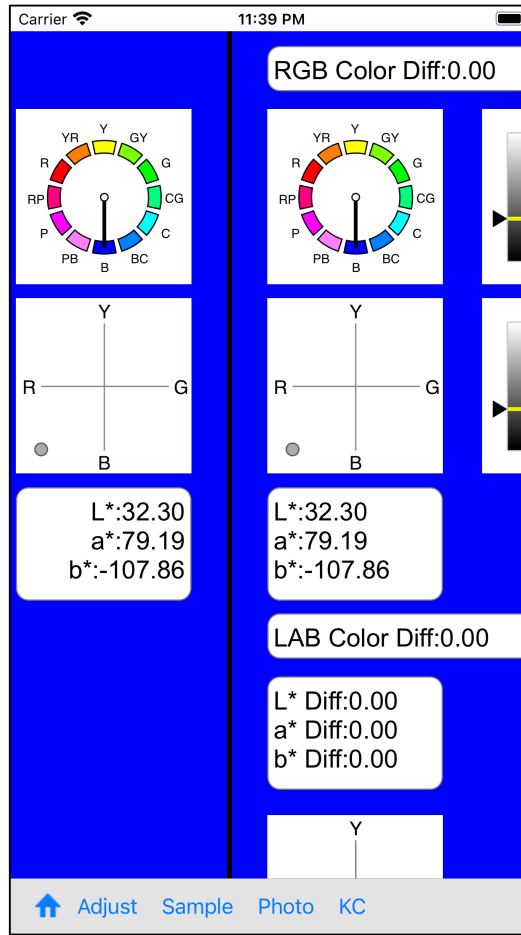 Carrier
11:39 PM
RGB Color Diff:0.00
Y
YR
GY
R
G
RP
CG
P
C
PB
BC
B
Y
YR
GY
R
G
RP
CG
P
C
PB
BC
B
Y
R
G
B
Y
R
G
B
L*:32.30
a*:79.19
b*:-107.86
L*:32.30
a*:79.19
b*:-107.86
LAB Color Diff:0.00
L* Diff:0.00
a* Diff:0.00
b* Diff:0.00
Y
Adjust Sample Photo KC